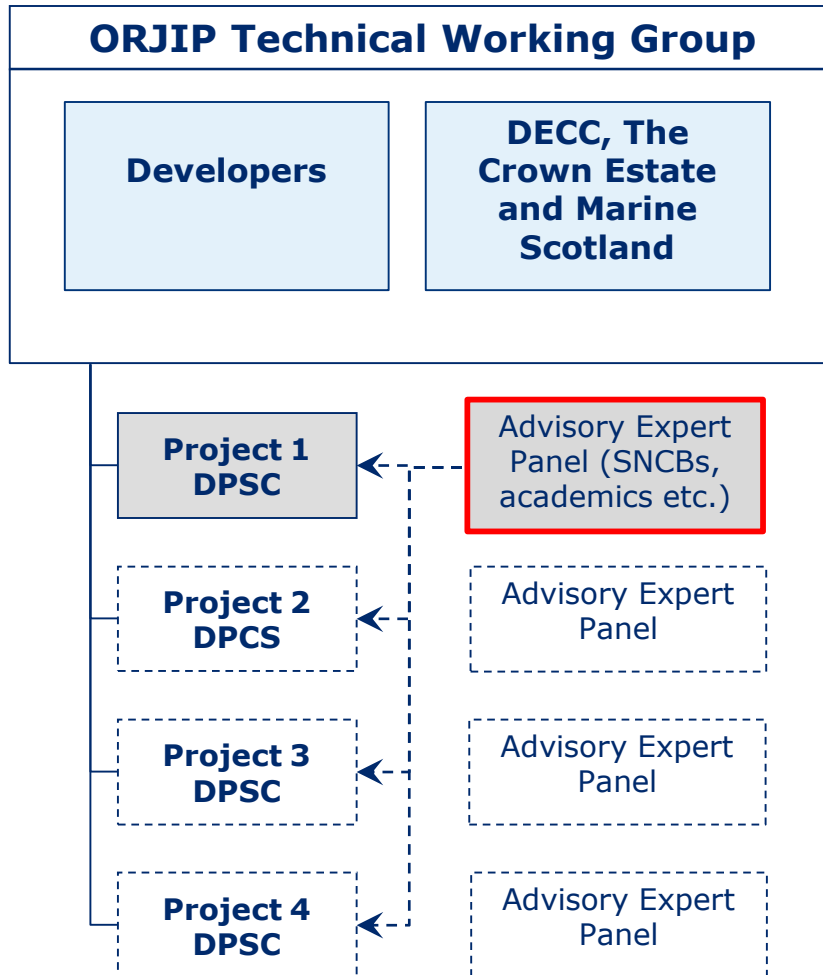 ORJIP Technical Working Group
Developers
DECC, The
Crown Estate
and Marine
Scotland
Project 1
DPSC
Advisory Expert
Panel (SNCBs,
academics etc.)
Project 2
DPCS
Advisory Expert
Panel
Project 3
DPSC
Advisory Expert
Panel
Project 4
DPSC
Advisory Expert
Panel